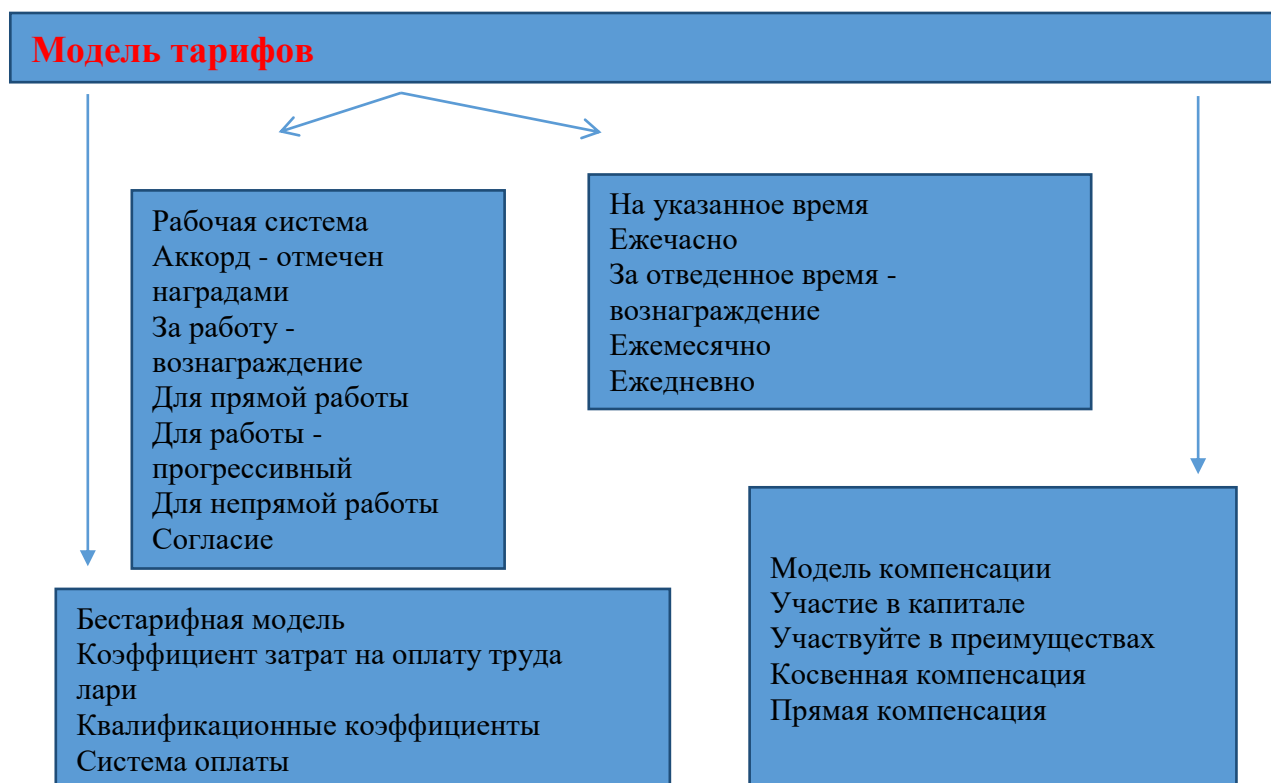 Модель тарифов
Рабочая система
Аккорд - отмечен
наградами
За работу -
вознаграждение
Для прямой работы
Для работы -
прогрессивный
Для непрямой работы
Согласие
На указанное время
Ежечасно
За отведенное время -
вознаграждение
Ежемесячно
Ежедневно
Бестарифная модель
Коэффициент затрат на оплату труда
лари
Квалификационные коэффициенты
Система оплаты
Модель компенсации
Участие в капитале
Участвуйте в преимуществах
Косвенная компенсация
Прямая компенсация